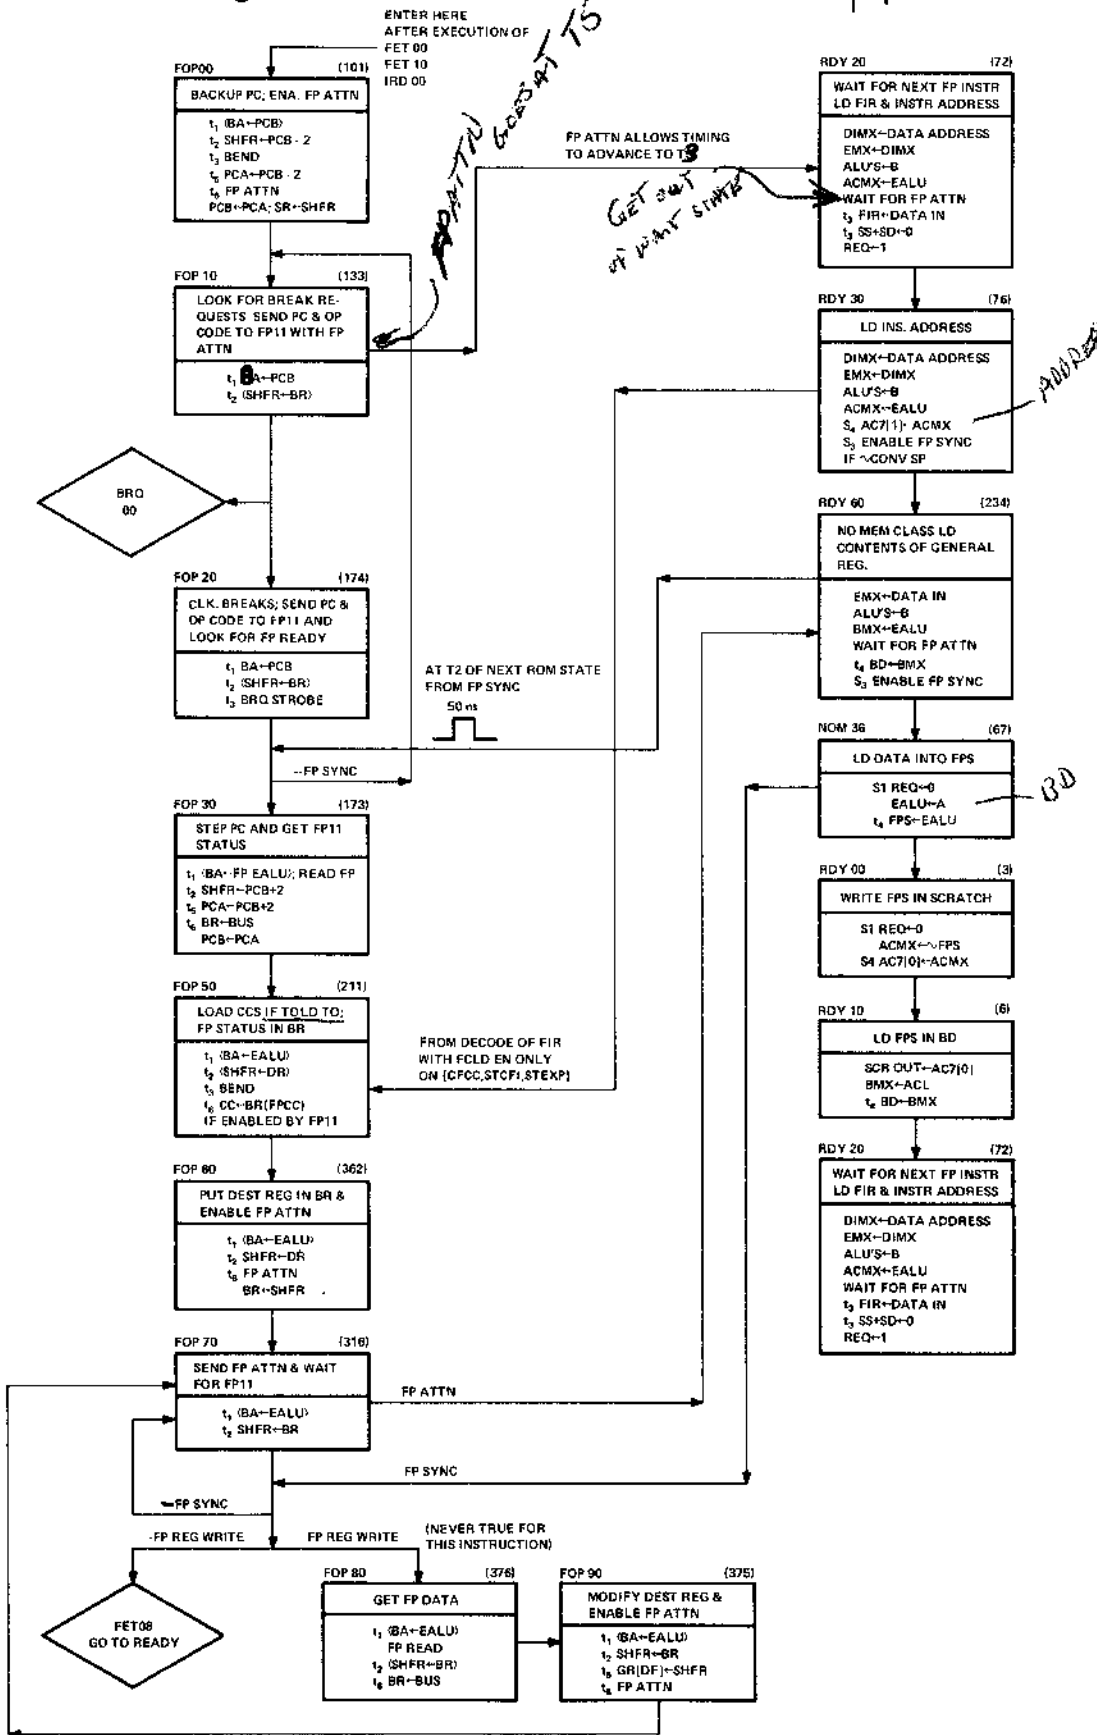 ENTER HERE
AFTER EXECUTION OF
FET 00
FET 10
IRD 00
FOP00 (101)
BACKUP PC; ENA. FP ATTN
t₁ (BA←PCB)
t₂ SHFR←PCB - 2
t₃ BEND
t₅ PCA←PCB - 2
t₆ FP ATTN
PCB←PCA; SR←SHFR
FOP 10 (133)
LOOK FOR BREAK RE-
QUESTS SEND PC & OP
CODE TO FP11 WITH FP
ATTN
t₁ BA←PCB
t₂ (SHFR←BR)
BRQ
00
FOP 20 (174)
CLK. BREAKS; SEND PC &
OP CODE TO FP11 AND
LOOK FOR FP READY
t₁ BA←PCB
t₂ (SHFR←BR)
t₃ BRQ STROBE
~FP SYNC
FOP 30 (173)
STEP PC AND GET FP11
STATUS
t₁ (BA←FP EALU); READ FP
t₂ SHFR←PCB+2
t₅ PCA←PCB+2
t₆ BR←BUS
PCB←PCA
FOP 50 (211)
LOAD CCS IF TOLD TO;
FP STATUS IN BR
t₁ (BA←EALU)
t₂ (SHFR←DR)
t₃ BEND
t₆ CC←BR(FPCC)
IF ENABLED BY FP11
FOP 60 (362)
PUT DEST REG IN BR &
ENABLE FP ATTN
t₁ (BA←EALU)
t₂ SHFR←DR
t₆ FP ATTN
BR←SHFR
FOP 70 (316)
SEND FP ATTN & WAIT
FOR FP11
t₁ (BA←EALU)
t₂ SHFR←BR
FP ATTN
FP SYNC
~FP SYNC
-FP REG WRITE
FP REG WRITE
(NEVER TRUE FOR
THIS INSTRUCTION)
FET08
GO TO READY
FOP 80 (376)
GET FP DATA
t₁ (BA←EALU)
FP READ
t₂ (SHFR←BR)
t₆ BR←BUS
FOP 90 (375)
MODIFY DEST REG &
ENABLE FP ATTN
t₁ (BA←EALU)
t₂ SHFR←BR
t₅ GR[DF]←SHFR
t₆ FP ATTN
ATTN GOES AT T5
FP ATTN ALLOWS TIMING
TO ADVANCE TO T3
GET OUT
OF WAIT STATE
AT T2 OF NEXT ROM STATE
FROM FP SYNC
50 ns
FROM DECODE OF FIR
WITH FCLD EN ONLY
ON [CFCC,STCFI,STEXP]
RDY 20 (72)
WAIT FOR NEXT FP INSTR
LD FIR & INSTR ADDRESS
DIMX←DATA ADDRESS
EMX←DIMX
ALU'S←B
ACMX←EALU
WAIT FOR FP ATTN
t₃ FIR←DATA IN
t₃ SS+SD←0
REQ←1
RDY 30 (76)
LD INS. ADDRESS
DIMX←DATA ADDRESS
EMX←DIMX
ALU'S←B
ACMX←EALU
S₄ AC7[1]← ACMX
S₃ ENABLE FP SYNC
IF ~CONV SP
ADDRESS
RDY 60 (234)
NO MEM CLASS LD
CONTENTS OF GENERAL
REG.
EMX←DATA IN
ALU'S←B
BMX←EALU
WAIT FOR FP ATTN
t₄ BD←BMX
S₃ ENABLE FP SYNC
NOM 36 (67)
LD DATA INTO FPS
S1 REQ←0
EALU←A
t₄ FPS←EALU
BD
RDY 00 (3)
WRITE FPS IN SCRATCH
S1 REQ←0
ACMX←~FPS
S4 AC7[0]←ACMX
RDY 10 (6)
LD FPS IN BD
SCR OUT←AC7[0]
BMX←ACL
t₂ BD←BMX
RDY 20 (72)
WAIT FOR NEXT FP INSTR
LD FIR & INSTR ADDRESS
DIMX←DATA ADDRESS
EMX←DIMX
ALU'S←B
ACMX←EALU
WAIT FOR FP ATTN
t₃ FIR←DATA IN
t₃ SS+SD←0
REQ←1